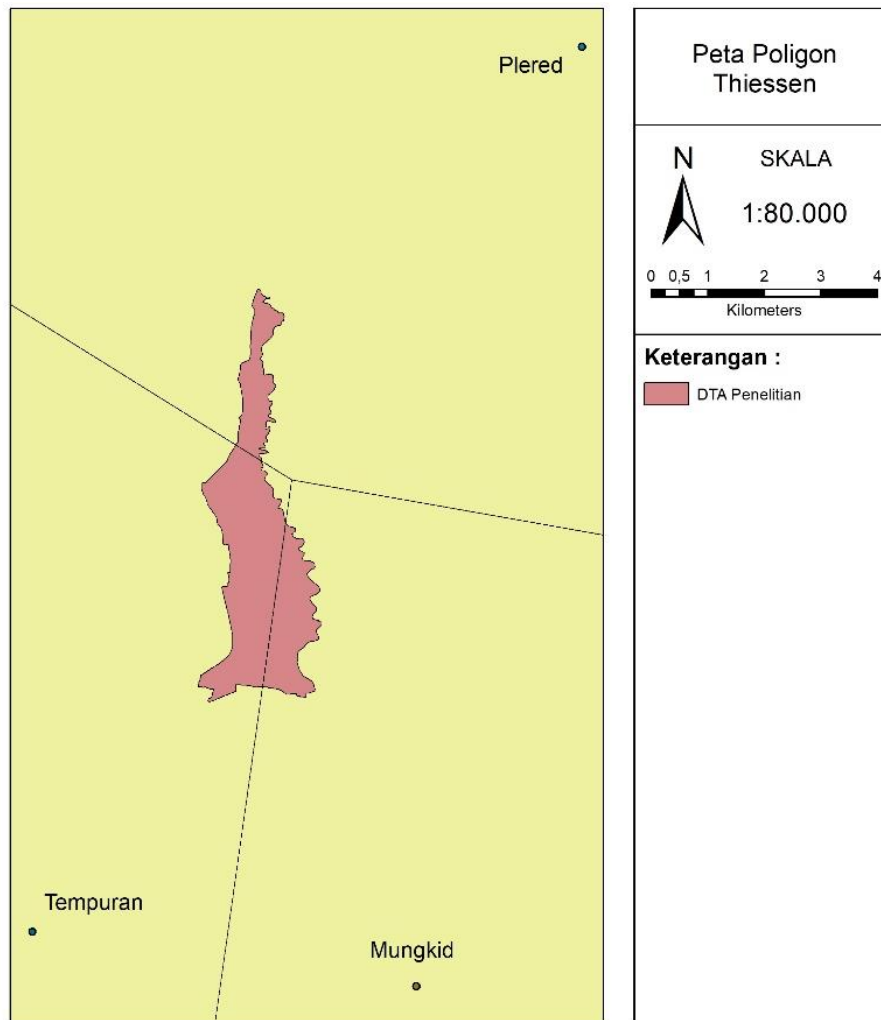 Plered
Tempuran
Mungkid
Peta Poligon
Thiessen
N
SKALA
1:80.000
0 0,5 1 2 3 4
Kilometers
Keterangan :
DTA Penelitian